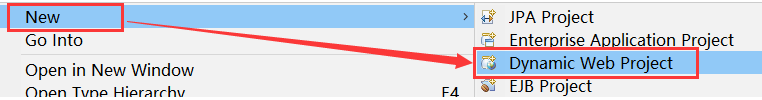 New
JPA Project
Go Into
Enterprise Application Project
Dynamic Web Project
Open in New Window
EJB Project
Open Type Hierarchy F4